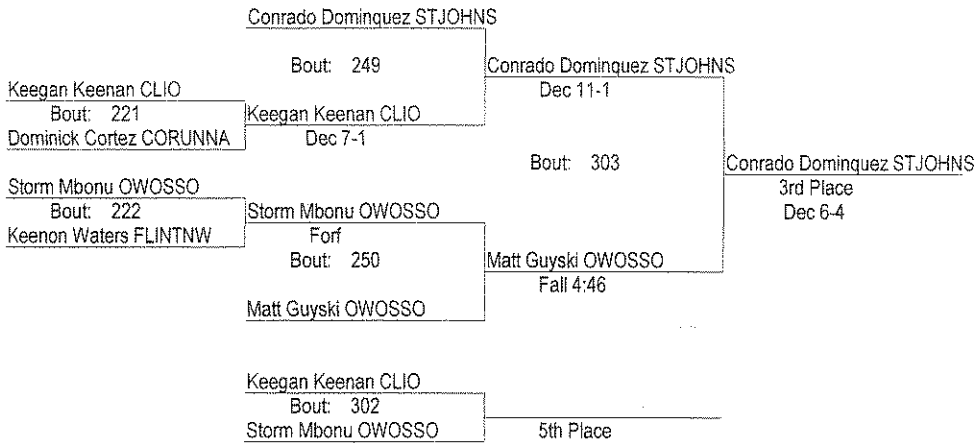 Conrado Dominquez STJOHNS
Bout: 249
Conrado Dominquez STJOHNS
Dec 11-1
Keegan Keenan CLIO
Bout: 221
Keegan Keenan CLIO
Dominick Cortez CORUNNA
Dec 7-1
Bout: 303
Conrado Dominquez STJOHNS
3rd Place
Dec 6-4
Storm Mbonu OWOSSO
Bout: 222
Storm Mbonu OWOSSO
Keenon Waters FLINTNW
Forf
Bout: 250
Matt Guyski OWOSSO
Fall 4:46
Matt Guyski OWOSSO
Keegan Keenan CLIO
Bout: 302
Storm Mbonu OWOSSO
5th Place